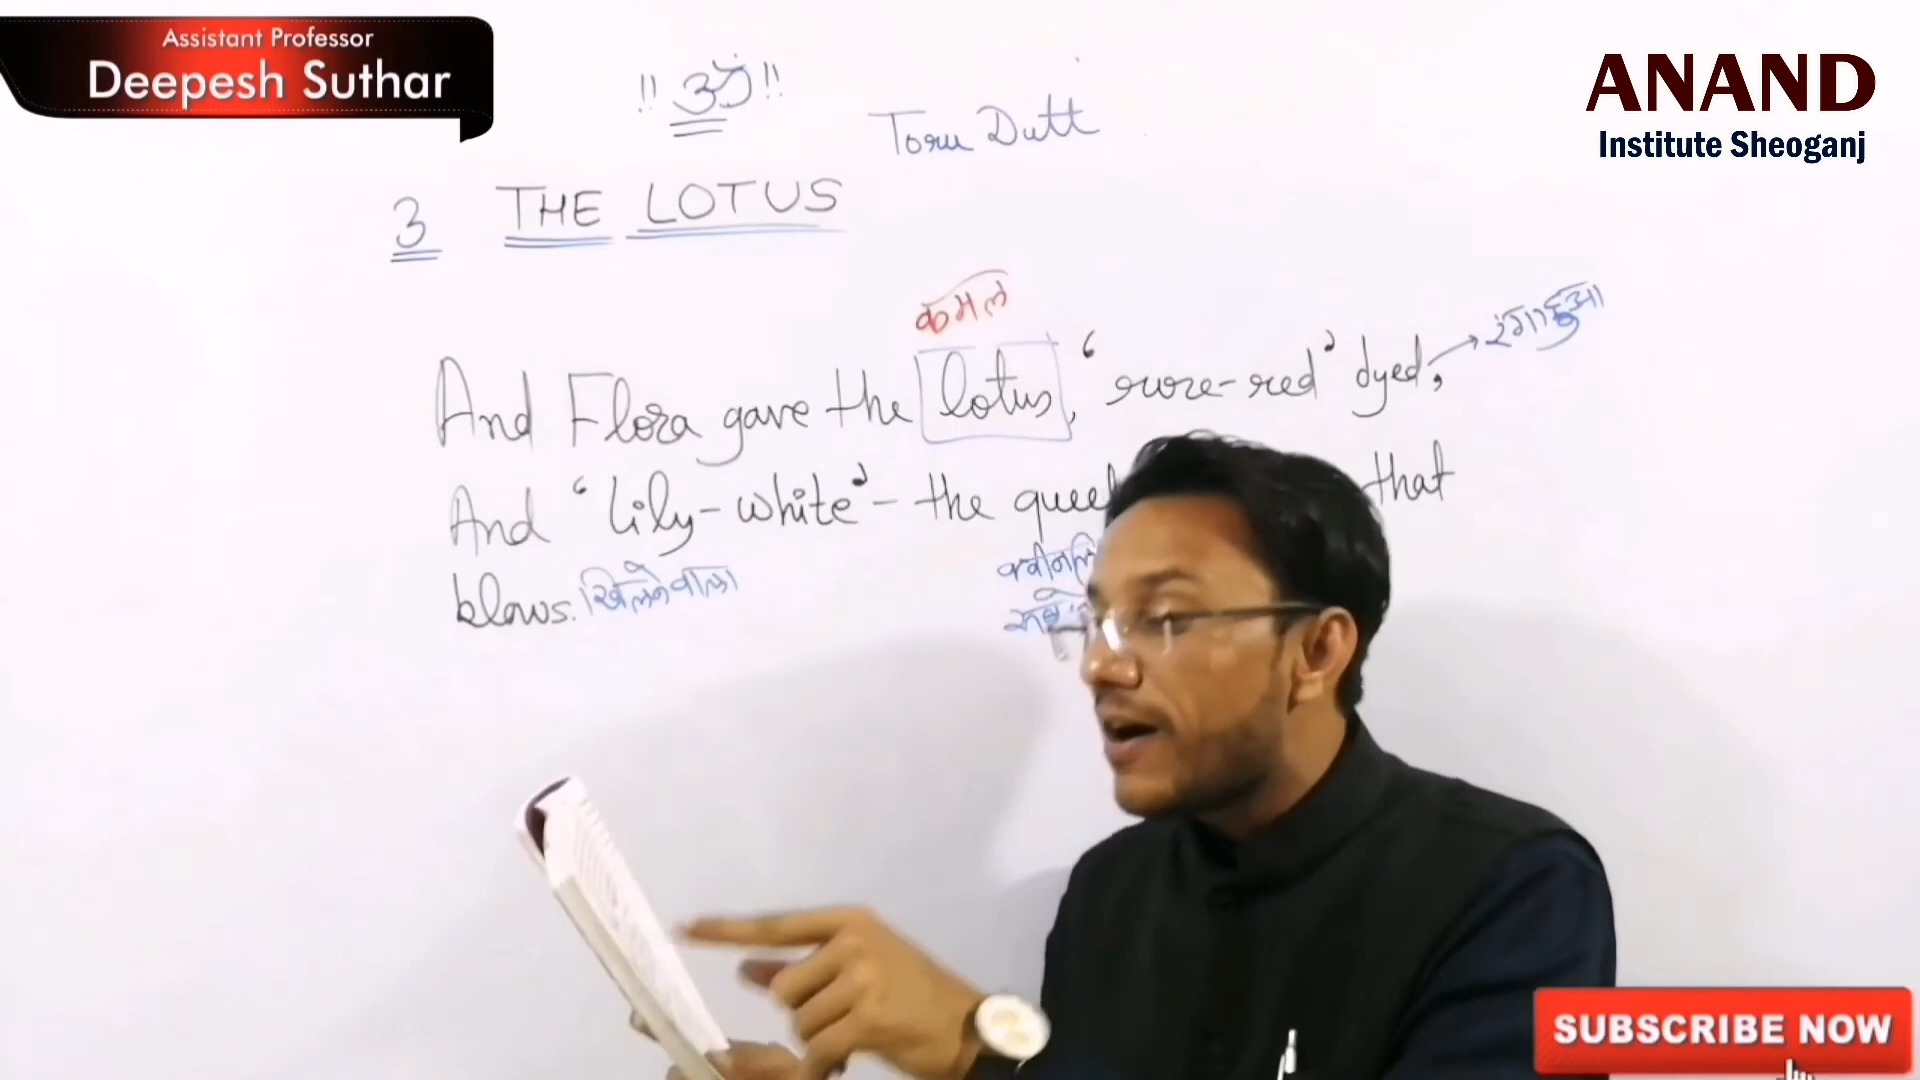 Assistant Professor
Deepesh Suthar
!! ॐ !!
Toru Dutt
ANAND
Institute Sheoganj
3 THE LOTUS
कमल
रंगा हुआ
And Flora gave the lotus, 'rose-red' dyed,
And 'lily-white' - the queen that
blows. खिलने वाला
SUBSCRIBE NOW